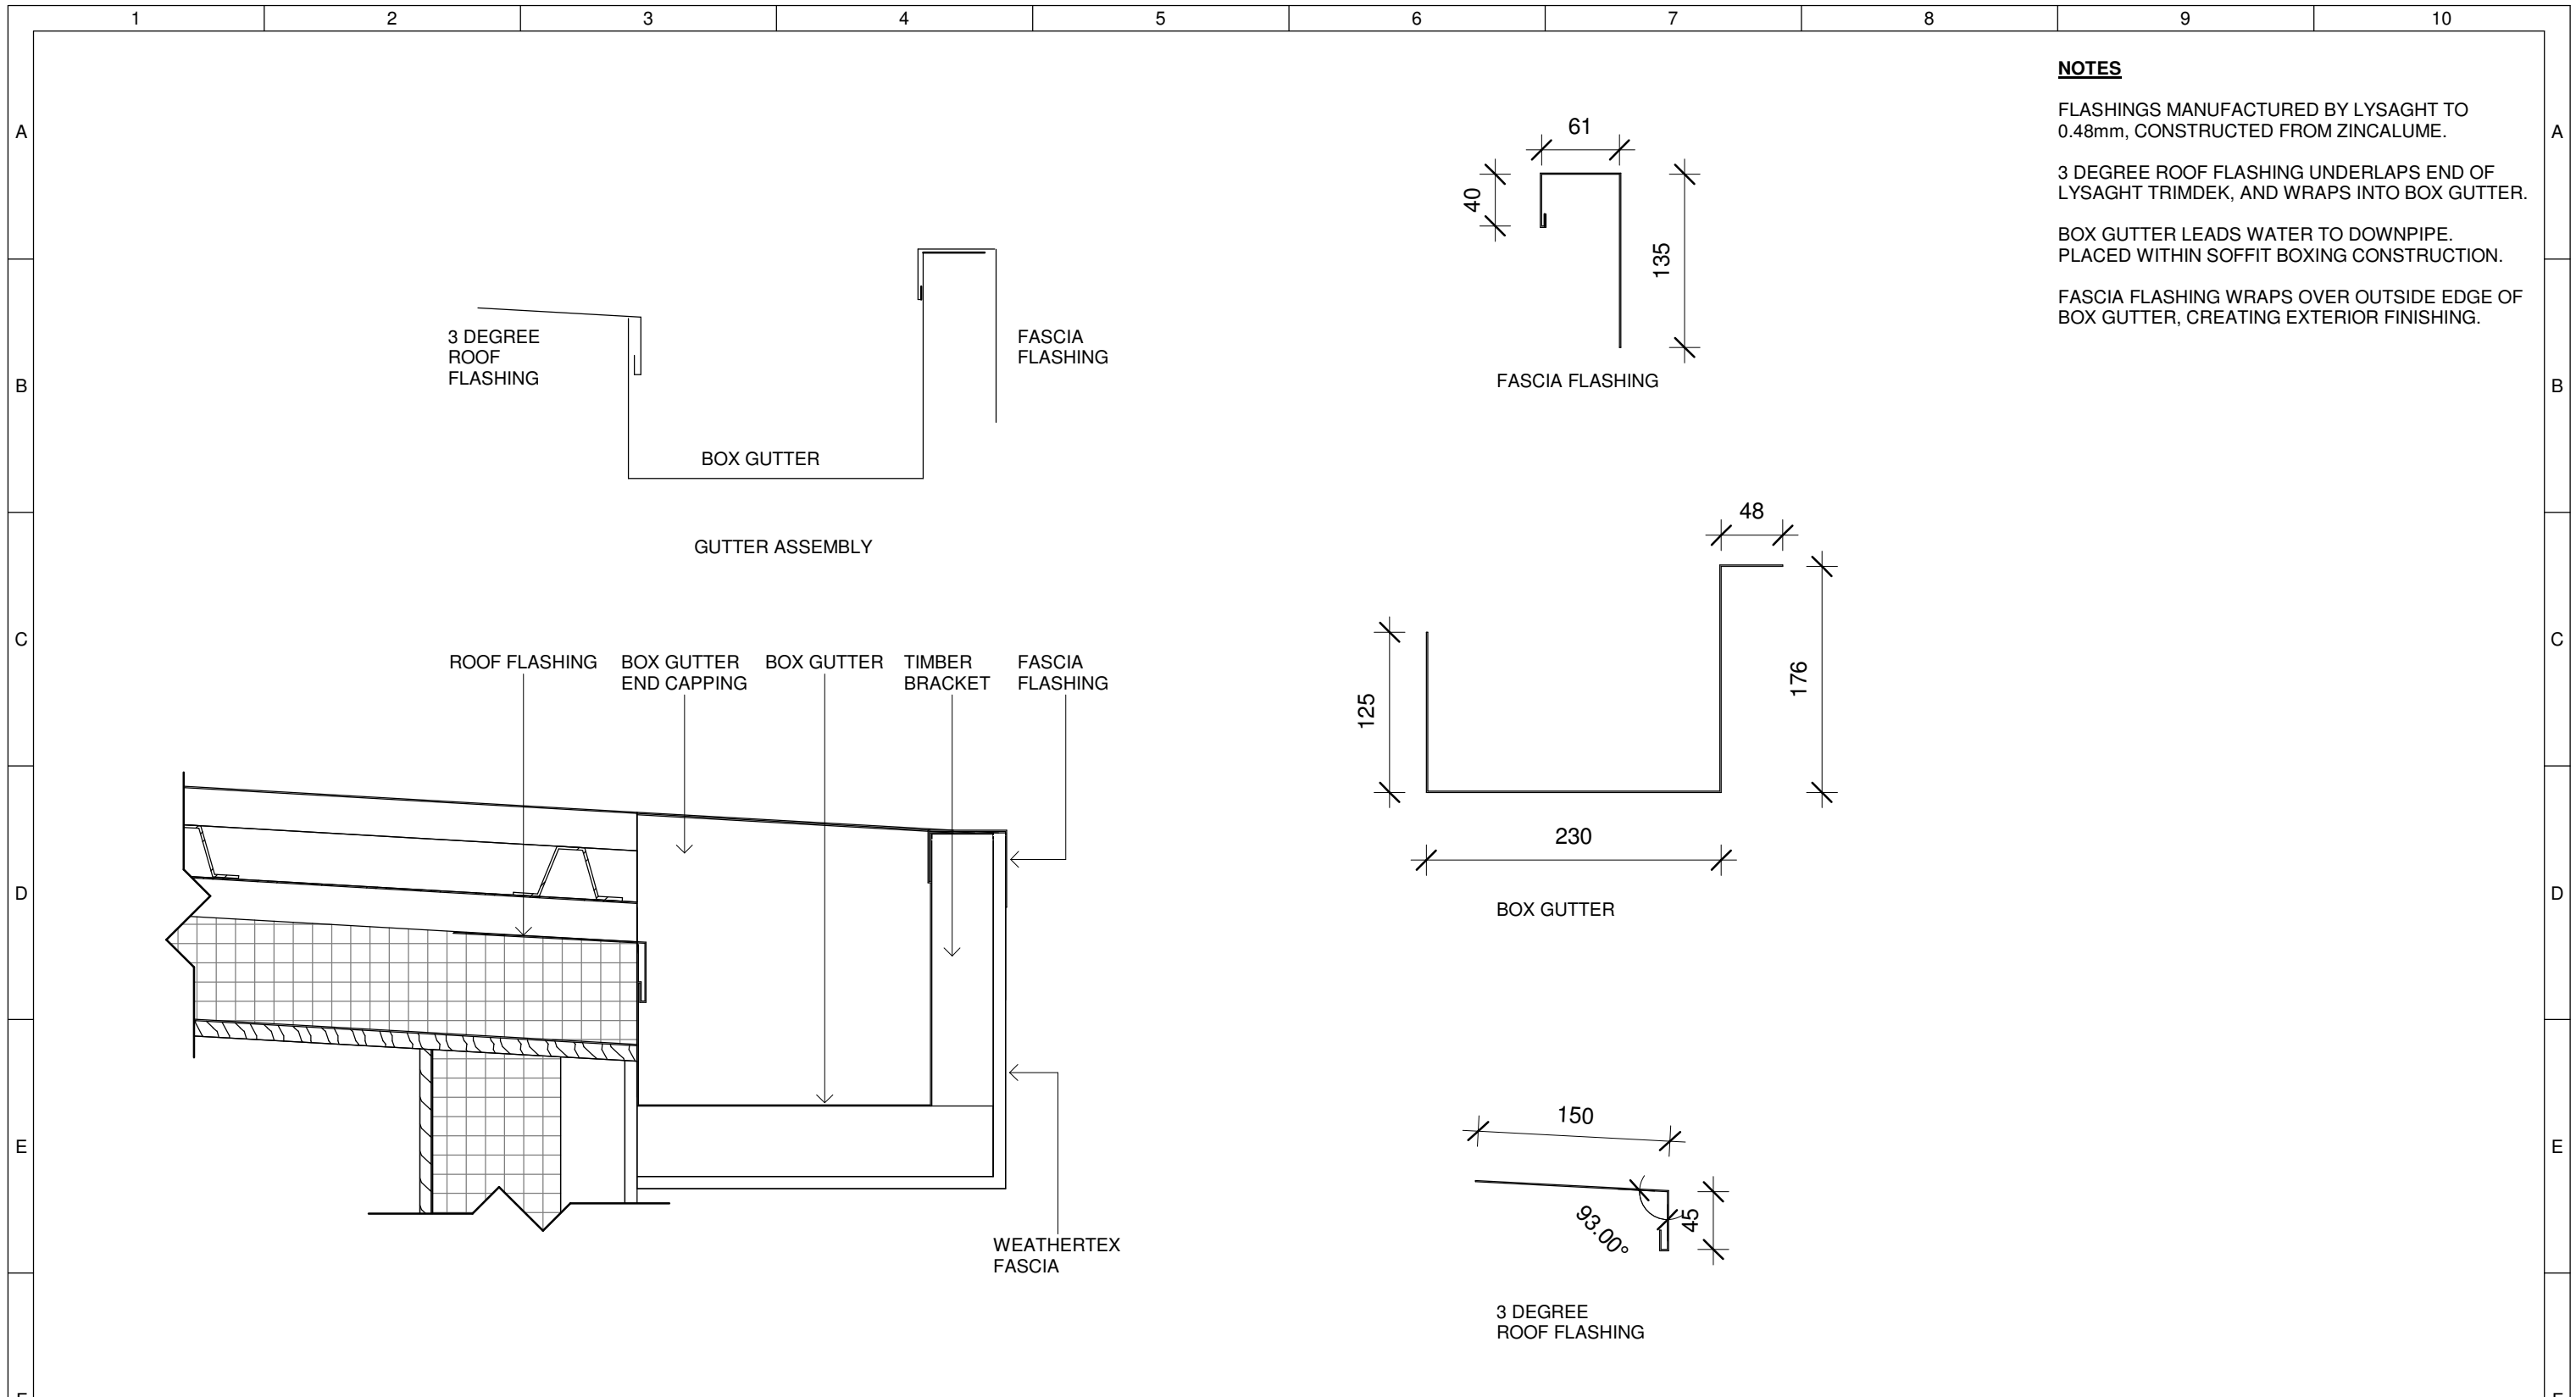 1 2 3 4 5 6 7 8 9 10
A
B
C
D
E
F
3 DEGREE
ROOF
FLASHING
FASCIA
FLASHING
BOX GUTTER
GUTTER ASSEMBLY
ROOF FLASHING
BOX GUTTER
END CAPPING
BOX GUTTER
TIMBER
BRACKET
FASCIA
FLASHING
WEATHERTEX
FASCIA
61
40
135
FASCIA FLASHING
48
125
176
230
BOX GUTTER
150
93.00°
45
3 DEGREE
ROOF FLASHING
NOTES
FLASHINGS MANUFACTURED BY LYSAGHT TO
0.48mm, CONSTRUCTED FROM ZINCALUME.
3 DEGREE ROOF FLASHING UNDERLAPS END OF
LYSAGHT TRIMDEK, AND WRAPS INTO BOX GUTTER.
BOX GUTTER LEADS WATER TO DOWNPIPE.
PLACED WITHIN SOFFIT BOXING CONSTRUCTION.
FASCIA FLASHING WRAPS OVER OUTSIDE EDGE OF
BOX GUTTER, CREATING EXTERIOR FINISHING.
A
B
C
D
E
F